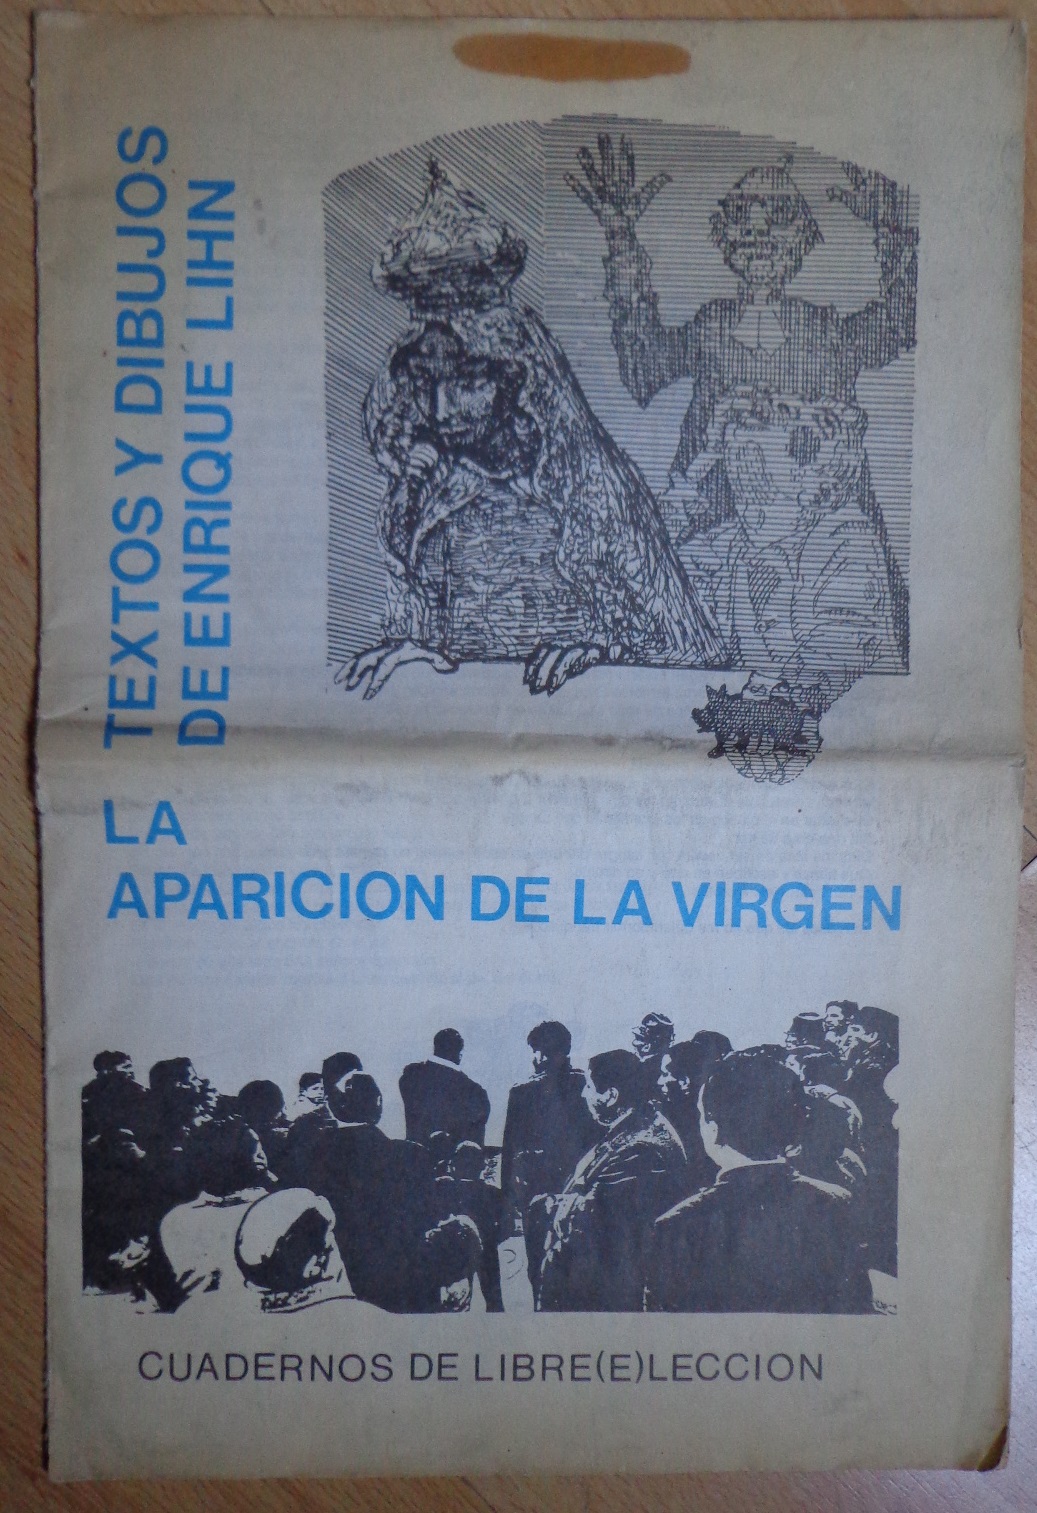 TEXTOS Y DIBUJOS
DE ENRIQUE LIHN
LA
APARICION DE LA VIRGEN
CUADERNOS DE LIBRE(E)LECCION